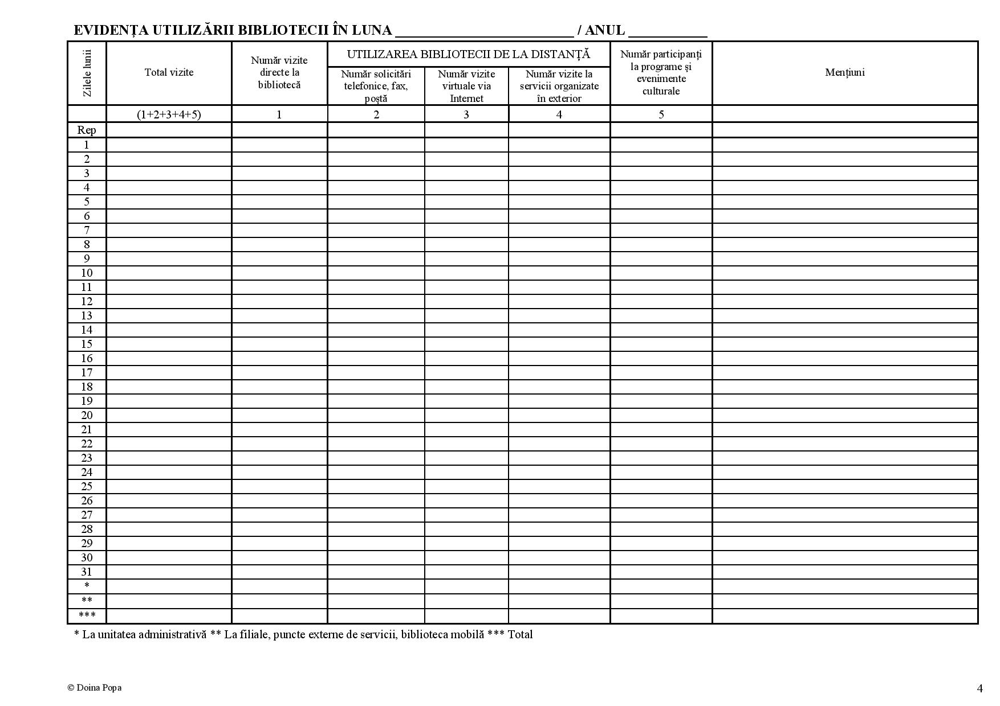 EVIDENȚA UTILIZĂRII BIBLIOTECII ÎN LUNA _________________________ / ANUL ___________
Zilele lunii
Total vizite
Număr vizite
directe la
bibliotecă
UTILIZAREA BIBLIOTECII DE LA DISTANȚĂ
Număr solicitări
telefonice, fax,
poștă
Număr vizite
virtuale via
Internet
Număr vizite la
servicii organizate
în exterior
Număr participanți
la programe şi
evenimente
culturale
Mențiuni
(1+2+3+4+5) 1 2 3 4 5
Rep
1
2
3
4
5
6
7
8
9
10
11
12
13
14
15
16
17
18
19
20
21
22
23
24
25
26
27
28
29
30
31
*
**
***
* La unitatea administrativă ** La filiale, puncte externe de servicii, biblioteca mobilă *** Total
© Doina Popa
4